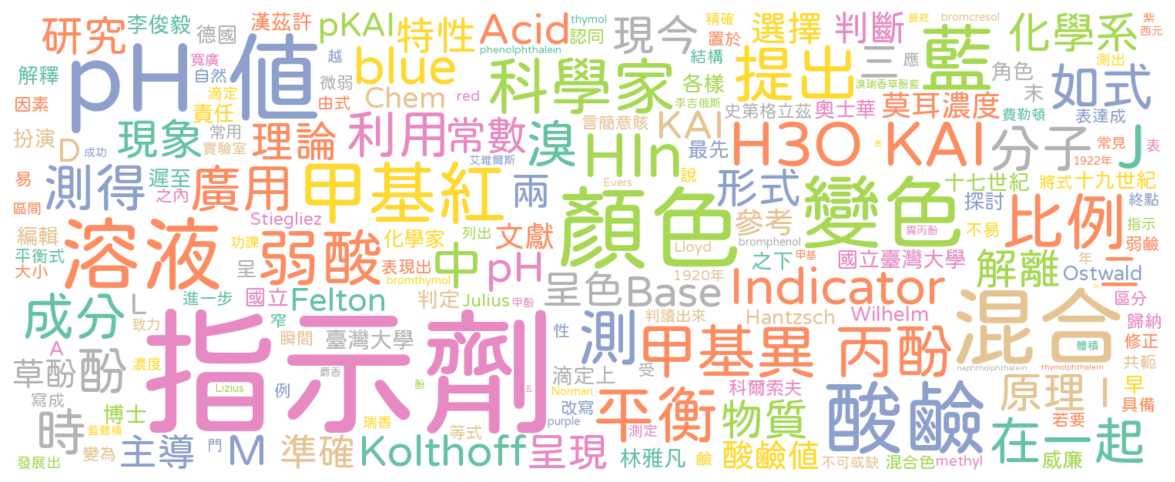 研究 李俊毅 德國 漢茲許 pKAI 特性 Acid thymol 認同 現今 精確 置於 選擇 判斷 最終 bromcresol 化學系 紫 西元
pH 值 越 phenolphthalein 結構 提出 三 應 藍 測出
解釋 寬廣 自然 微弱 blue 科學家 各樣 角色 溴瑞香草酚藍 如式
因素 滴定 責任 由式 Chem red 李吉俄斯 史第格立茲 奧士華 末 莫耳濃度 費勒頓 表達成
扮演 D 現象 常用 實驗室 理論 利用 常數 溴 言簡意賅 KAI 最先 H3O KAI 分子 J 常見 表
成功 艾維爾斯 HIn 說 1922年
易 測得 遲至 之內 廣用 甲基紅 兩 Evers 顏色 形式 變色 十七世紀 將式 十九世紀
區間 Stiegliez 參考 異丙酚 探討 終點
編輯 溶液 功課 弱酸 化學家 列出 中 文獻 Lloyd bromphenol 甲基 不易 比例 指示
平衡式 大小 呈 表現出 pH 1920年 之下 國立臺灣大學 解離 年 弱鹼
進一步 bromthymol Ostwald 二
成分 L 國立 Felton 判定 Julius 甲酚 呈色 Base 判讀出來 Indicator 混合 區分
致力 窄 瞬間 臺灣大學 性 Hantzsch Wilhelm 歸納
A 指示劑 測 甲基異 丙酚 體積 修正
草酚 酚 濃度 Lizius 麝香 例 酚 滴定上 受 naphtholphthalein thymolphthalein 共軛
寫成 五 Norman 改寫 科爾索夫 原理 I 早
時 博士 瑞香 purple 平衡 物質 酸鹼 若要 具備
藍體積 等式 測定
發展出 變為 主導 門 M 準確 Kolthoff 呈現 林雅凡 鹼 酸鹼值 不可或缺 混合色 methyl 在一起 威廉